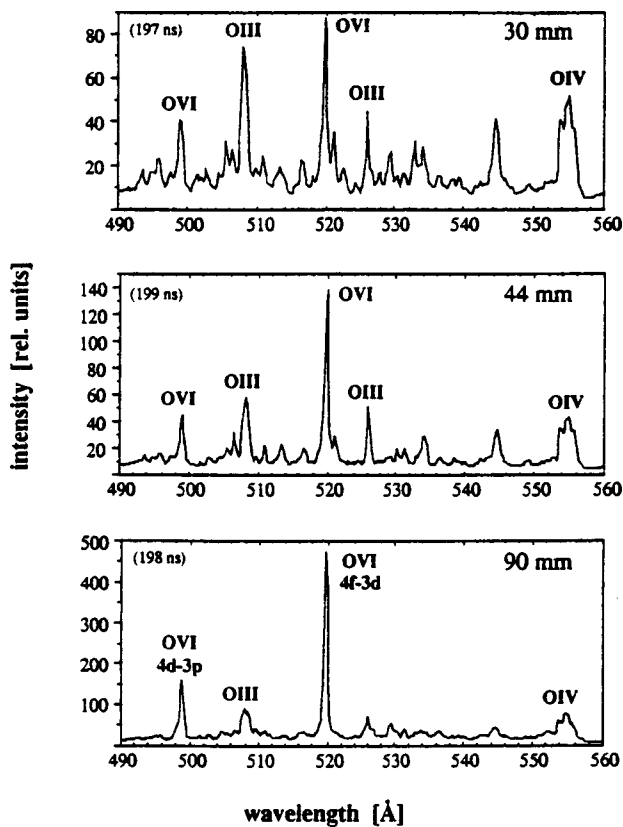 (197 ns) OVI 30 mm
OIII
OVI OIII OIV
80
60
40
20
490 500 510 520 530 540 550 560
intensity [rel. units]
(199 ns) OVI 44 mm
OVI OIII OIII OIV
140
120
100
80
60
40
20
490 500 510 520 530 540 550 560
(198 ns) OVI 90 mm
4f-3d
OVI
4d-3p
OIII OIV
500
400
300
200
100
490 500 510 520 530 540 550 560
wavelength [Å]